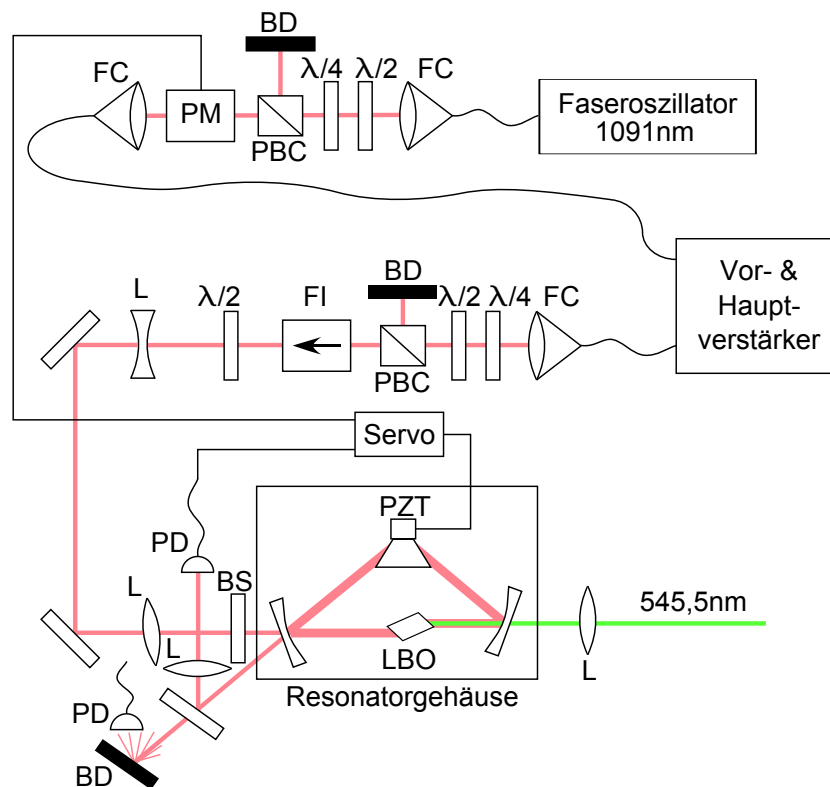 BD
FC
λ/4
λ/2
FC
PM
PBC
Faseroszillator
1091nm
BD
L
λ/2
FI
λ/2
λ/4
FC
PBC
Vor- &
Haupt-
verstärker
Servo
PZT
PD
BS
L
L
LBO
545,5nm
L
Resonatorgehäuse
PD
BD